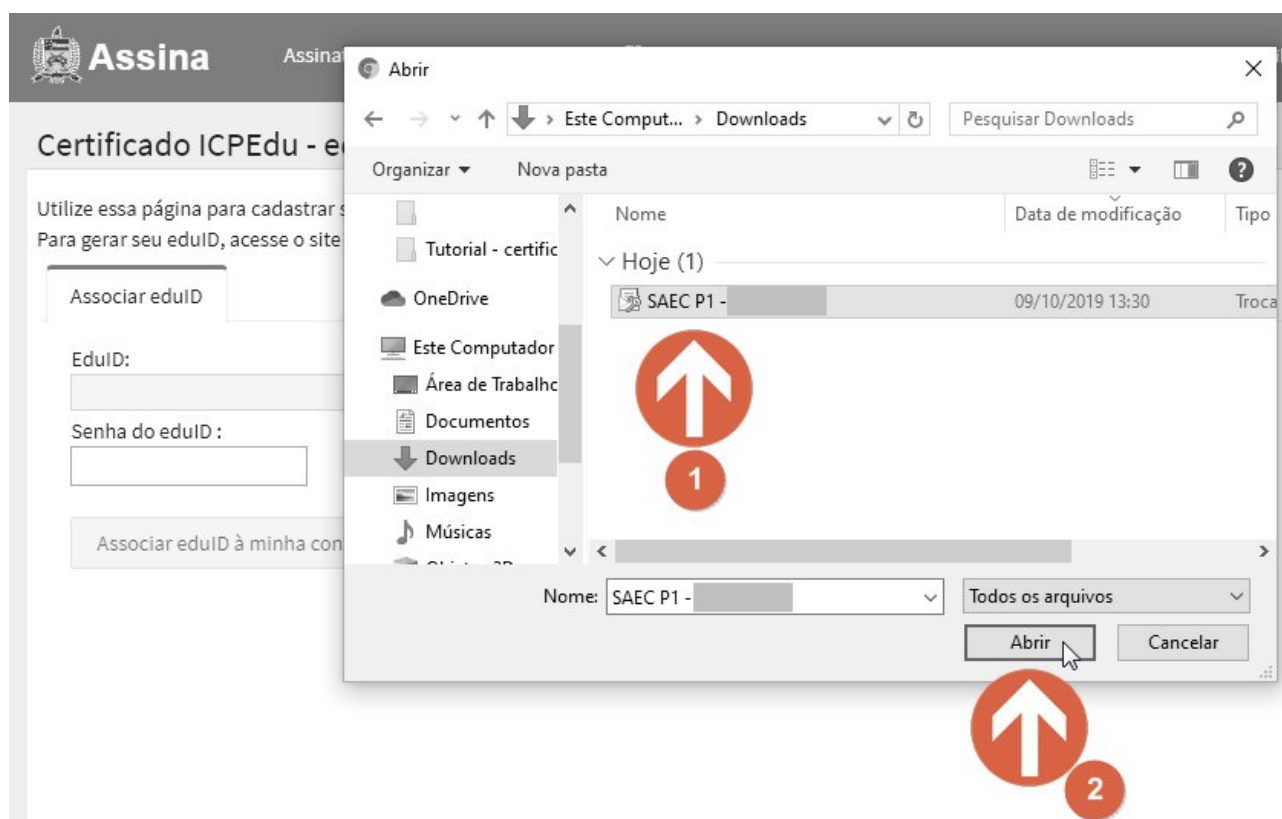 Assina
Assina
Certificado ICPEdu - e
Utilize essa página para cadastrar s
Para gerar seu eduID, acesse o site
Associar eduID
EduID:
Senha do eduID :
Associar eduID à minha con
Abrir
Este Comput... > Downloads
Pesquisar Downloads
Organizar
Nova pasta
Tutorial - certific
OneDrive
Este Computador
Área de Trabalho
Documentos
Downloads
Imagens
Músicas
Nome
Data de modificação
Tipo
Hoje (1)
SAEC P1 -
09/10/2019 13:30
Troca
1
Nome: SAEC P1 -
Todos os arquivos
Abrir
Cancelar
2